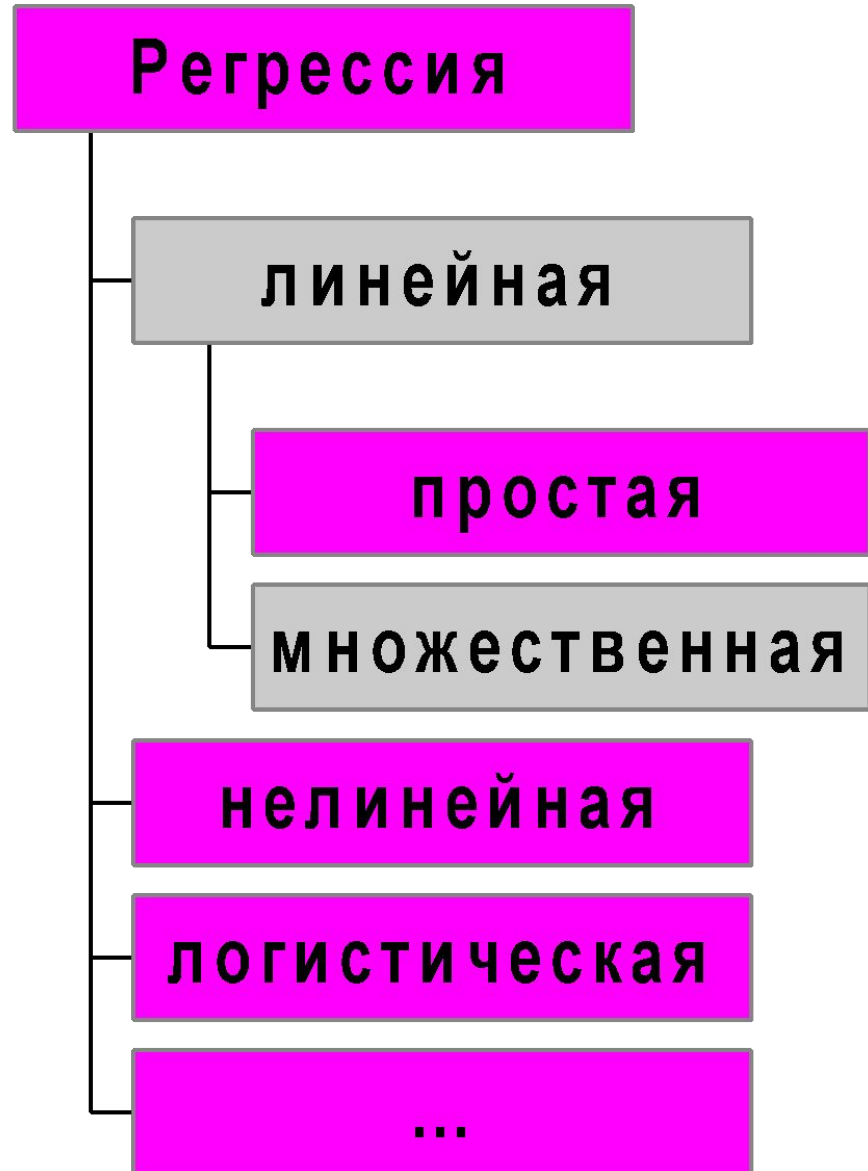 Регрессия
линейная
простая
множественная
нелинейная
логистическая
...